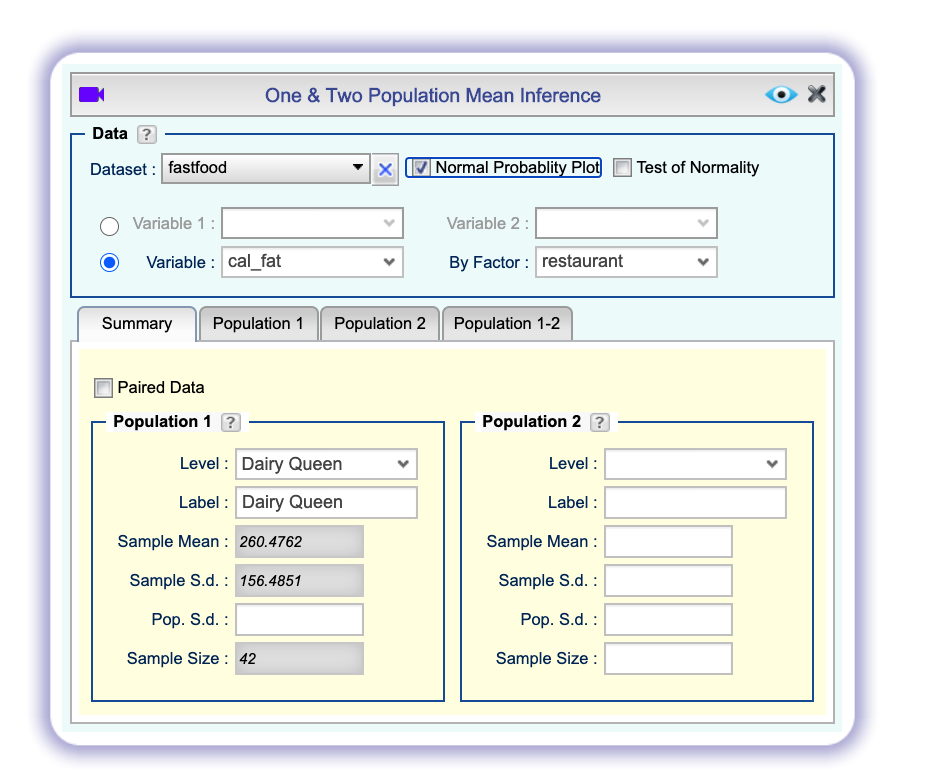 One & Two Population Mean Inference
Data ?
Dataset : fastfood Normal Probablity Plot Test of Normality
Variable 1 : Variable 2 :
Variable : cal_fat By Factor : restaurant
Summary Population 1 Population 2 Population 1-2
Paired Data
Population 1 ? Population 2 ?
Level : Dairy Queen Level :
Label : Dairy Queen Label :
Sample Mean : 260.4762 Sample Mean :
Sample S.d. : 156.4851 Sample S.d. :
Pop. S.d. : Pop. S.d. :
Sample Size : 42 Sample Size :